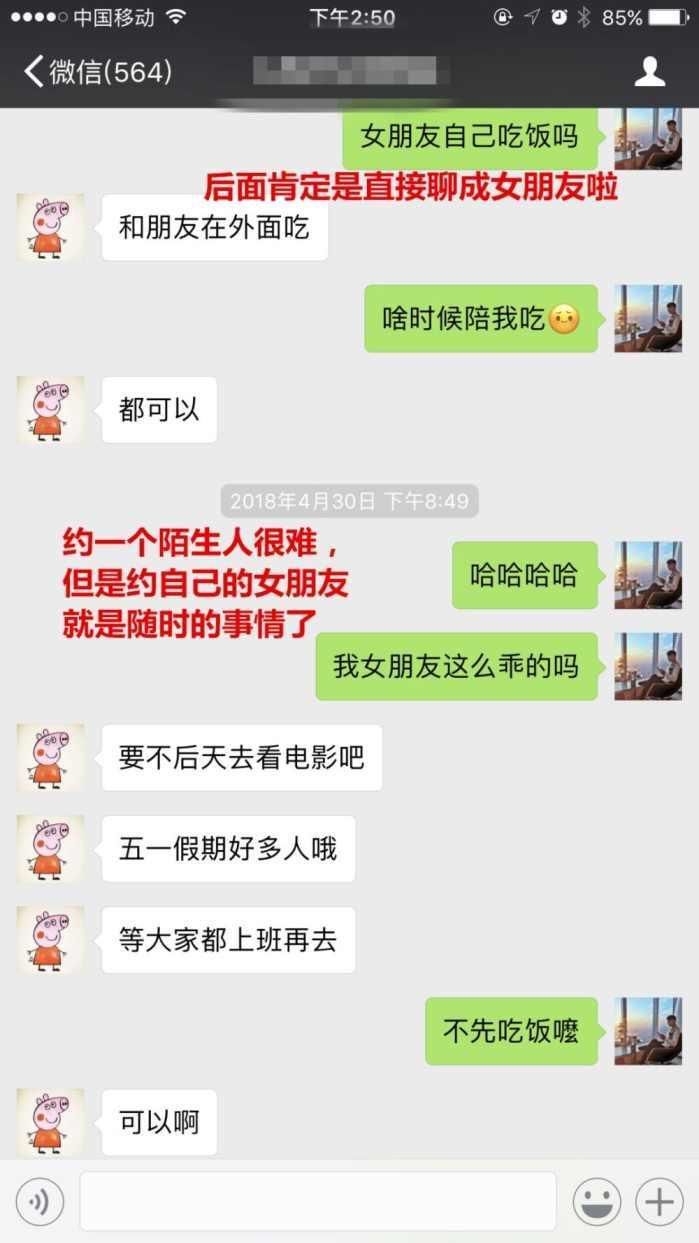 中国移动 下午2:50 85%
微信(564)
女朋友自己吃饭吗
后面肯定是直接聊成女朋友啦
和朋友在外面吃
啥时候陪我吃
都可以
2018年4月30日 下午8:49
约一个陌生人很难，
但是约自己的女朋友
就是随时的事情了
哈哈哈哈
我女朋友这么乖的吗
要不后天去看电影吧
五一假期好多人哦
等大家都上班再去
不先吃饭嚒
可以啊